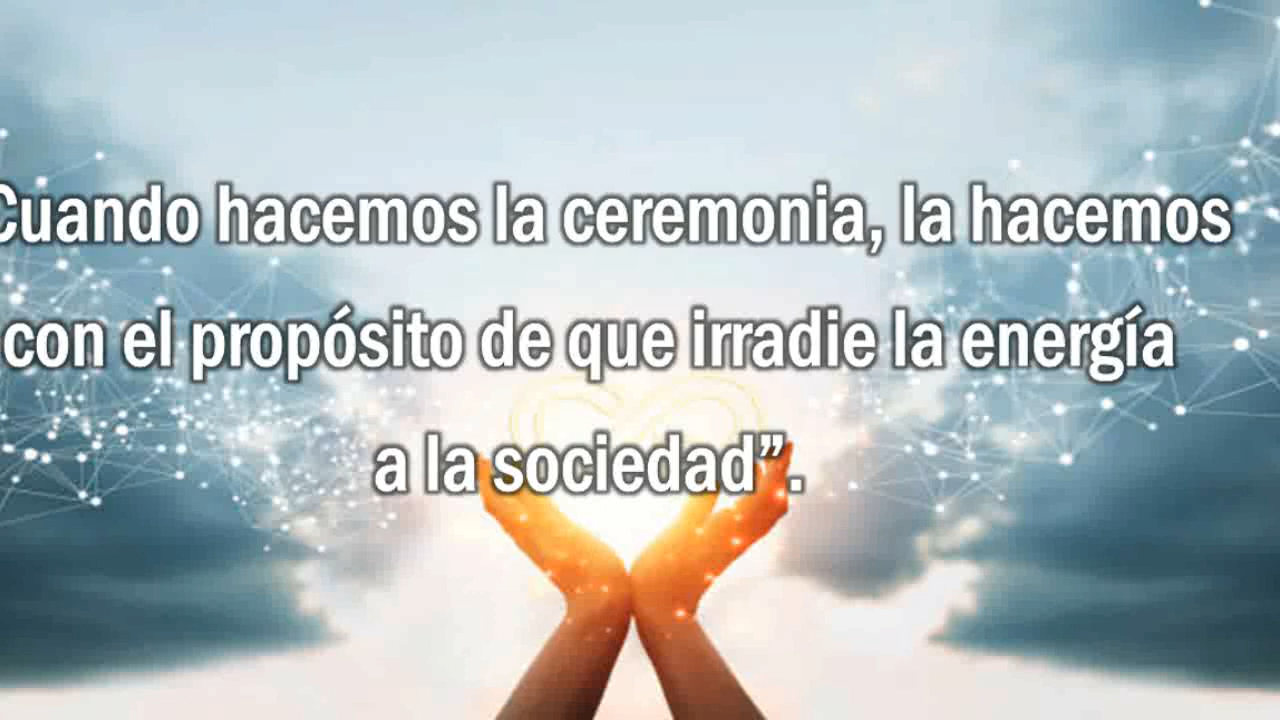 Cuando hacemos la ceremonia, la hacemos
con el propósito de que irradie la energía
a la sociedad”.